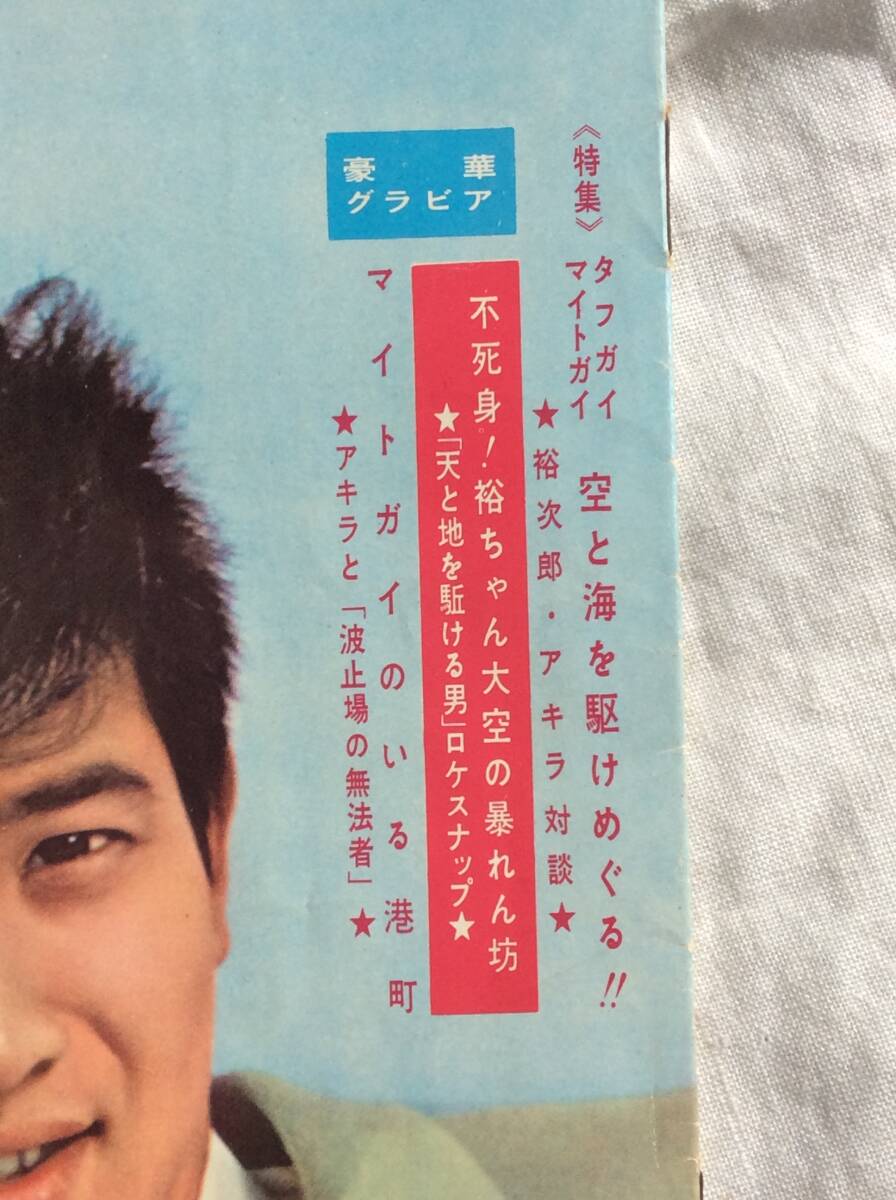 《特集》
タフガイ
マイトガイ
空と海を駆けめぐる!!
★裕次郎・アキラ対談★
豪華
グラビア
不死身!裕ちゃん大空の暴れん坊
★「天と地を駈ける男」ロケスナップ★
マイトガイのいる港町
★アキラと「波止場の無法者」★